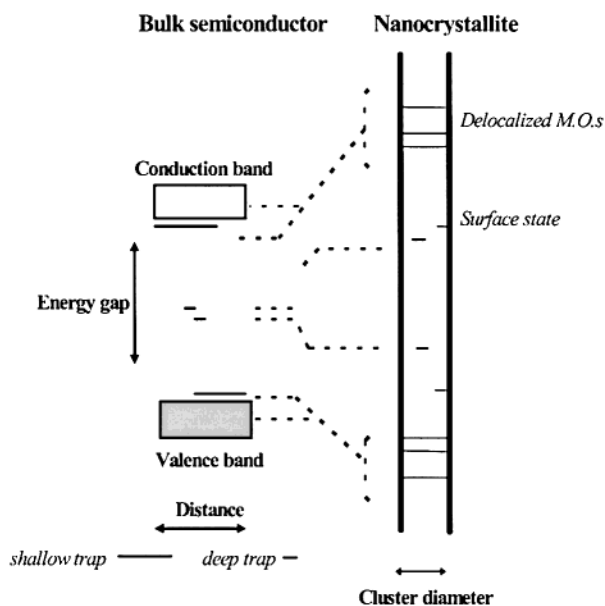 Bulk semiconductor
Nanocrystallite
Delocalized M.O.s
Conduction band
Surface state
Energy gap
Valence band
Distance
shallow trap
deep trap
Cluster diameter